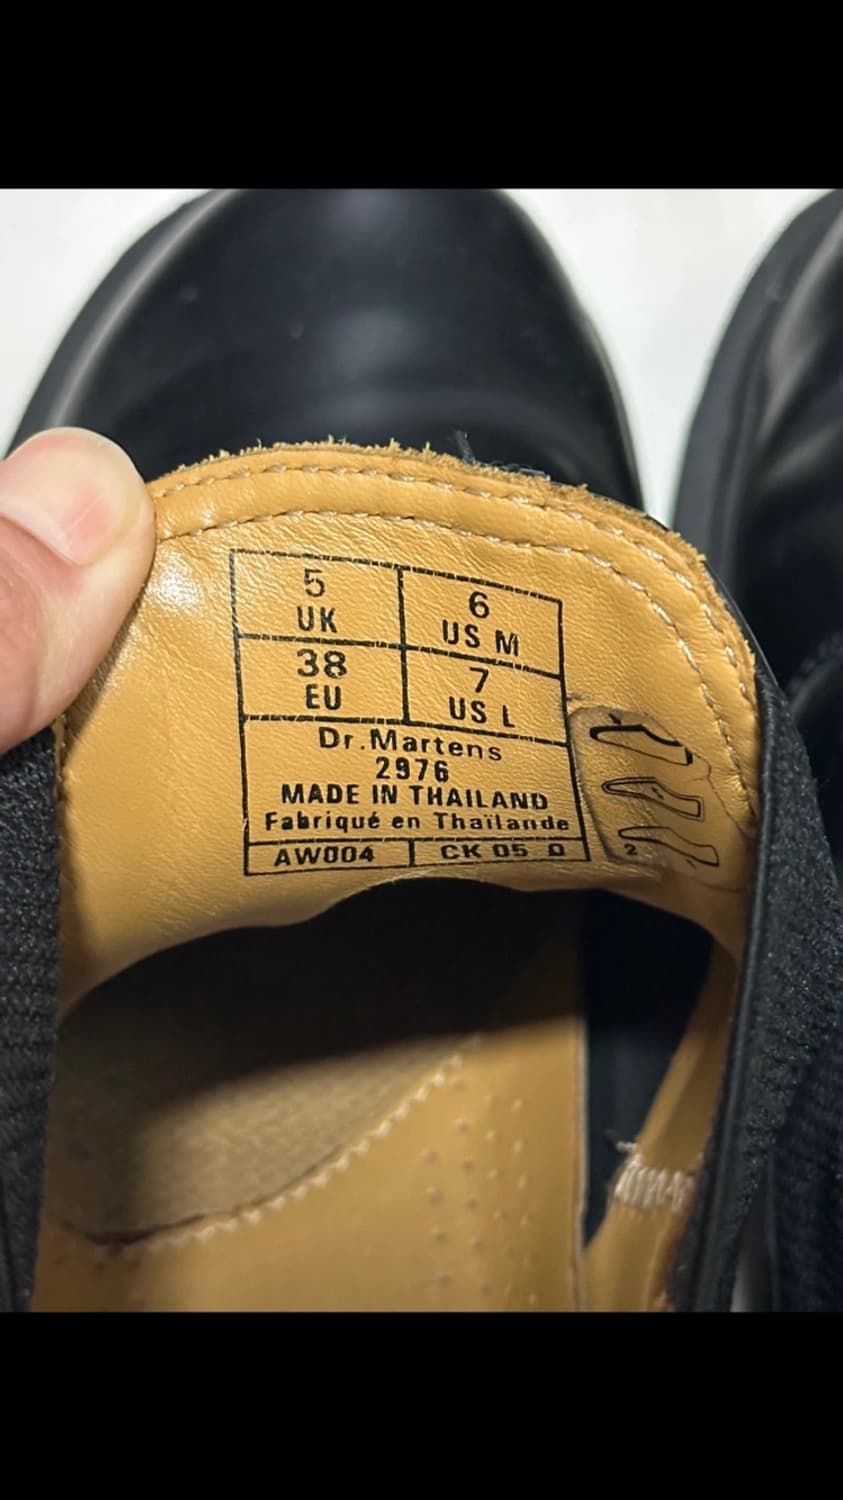 5 UK
6 US M
38 EU
7 US L
Dr.Martens
2976
MADE IN THAILAND
Fabriqué en Thaïlande
AW004 CK 05 D
2